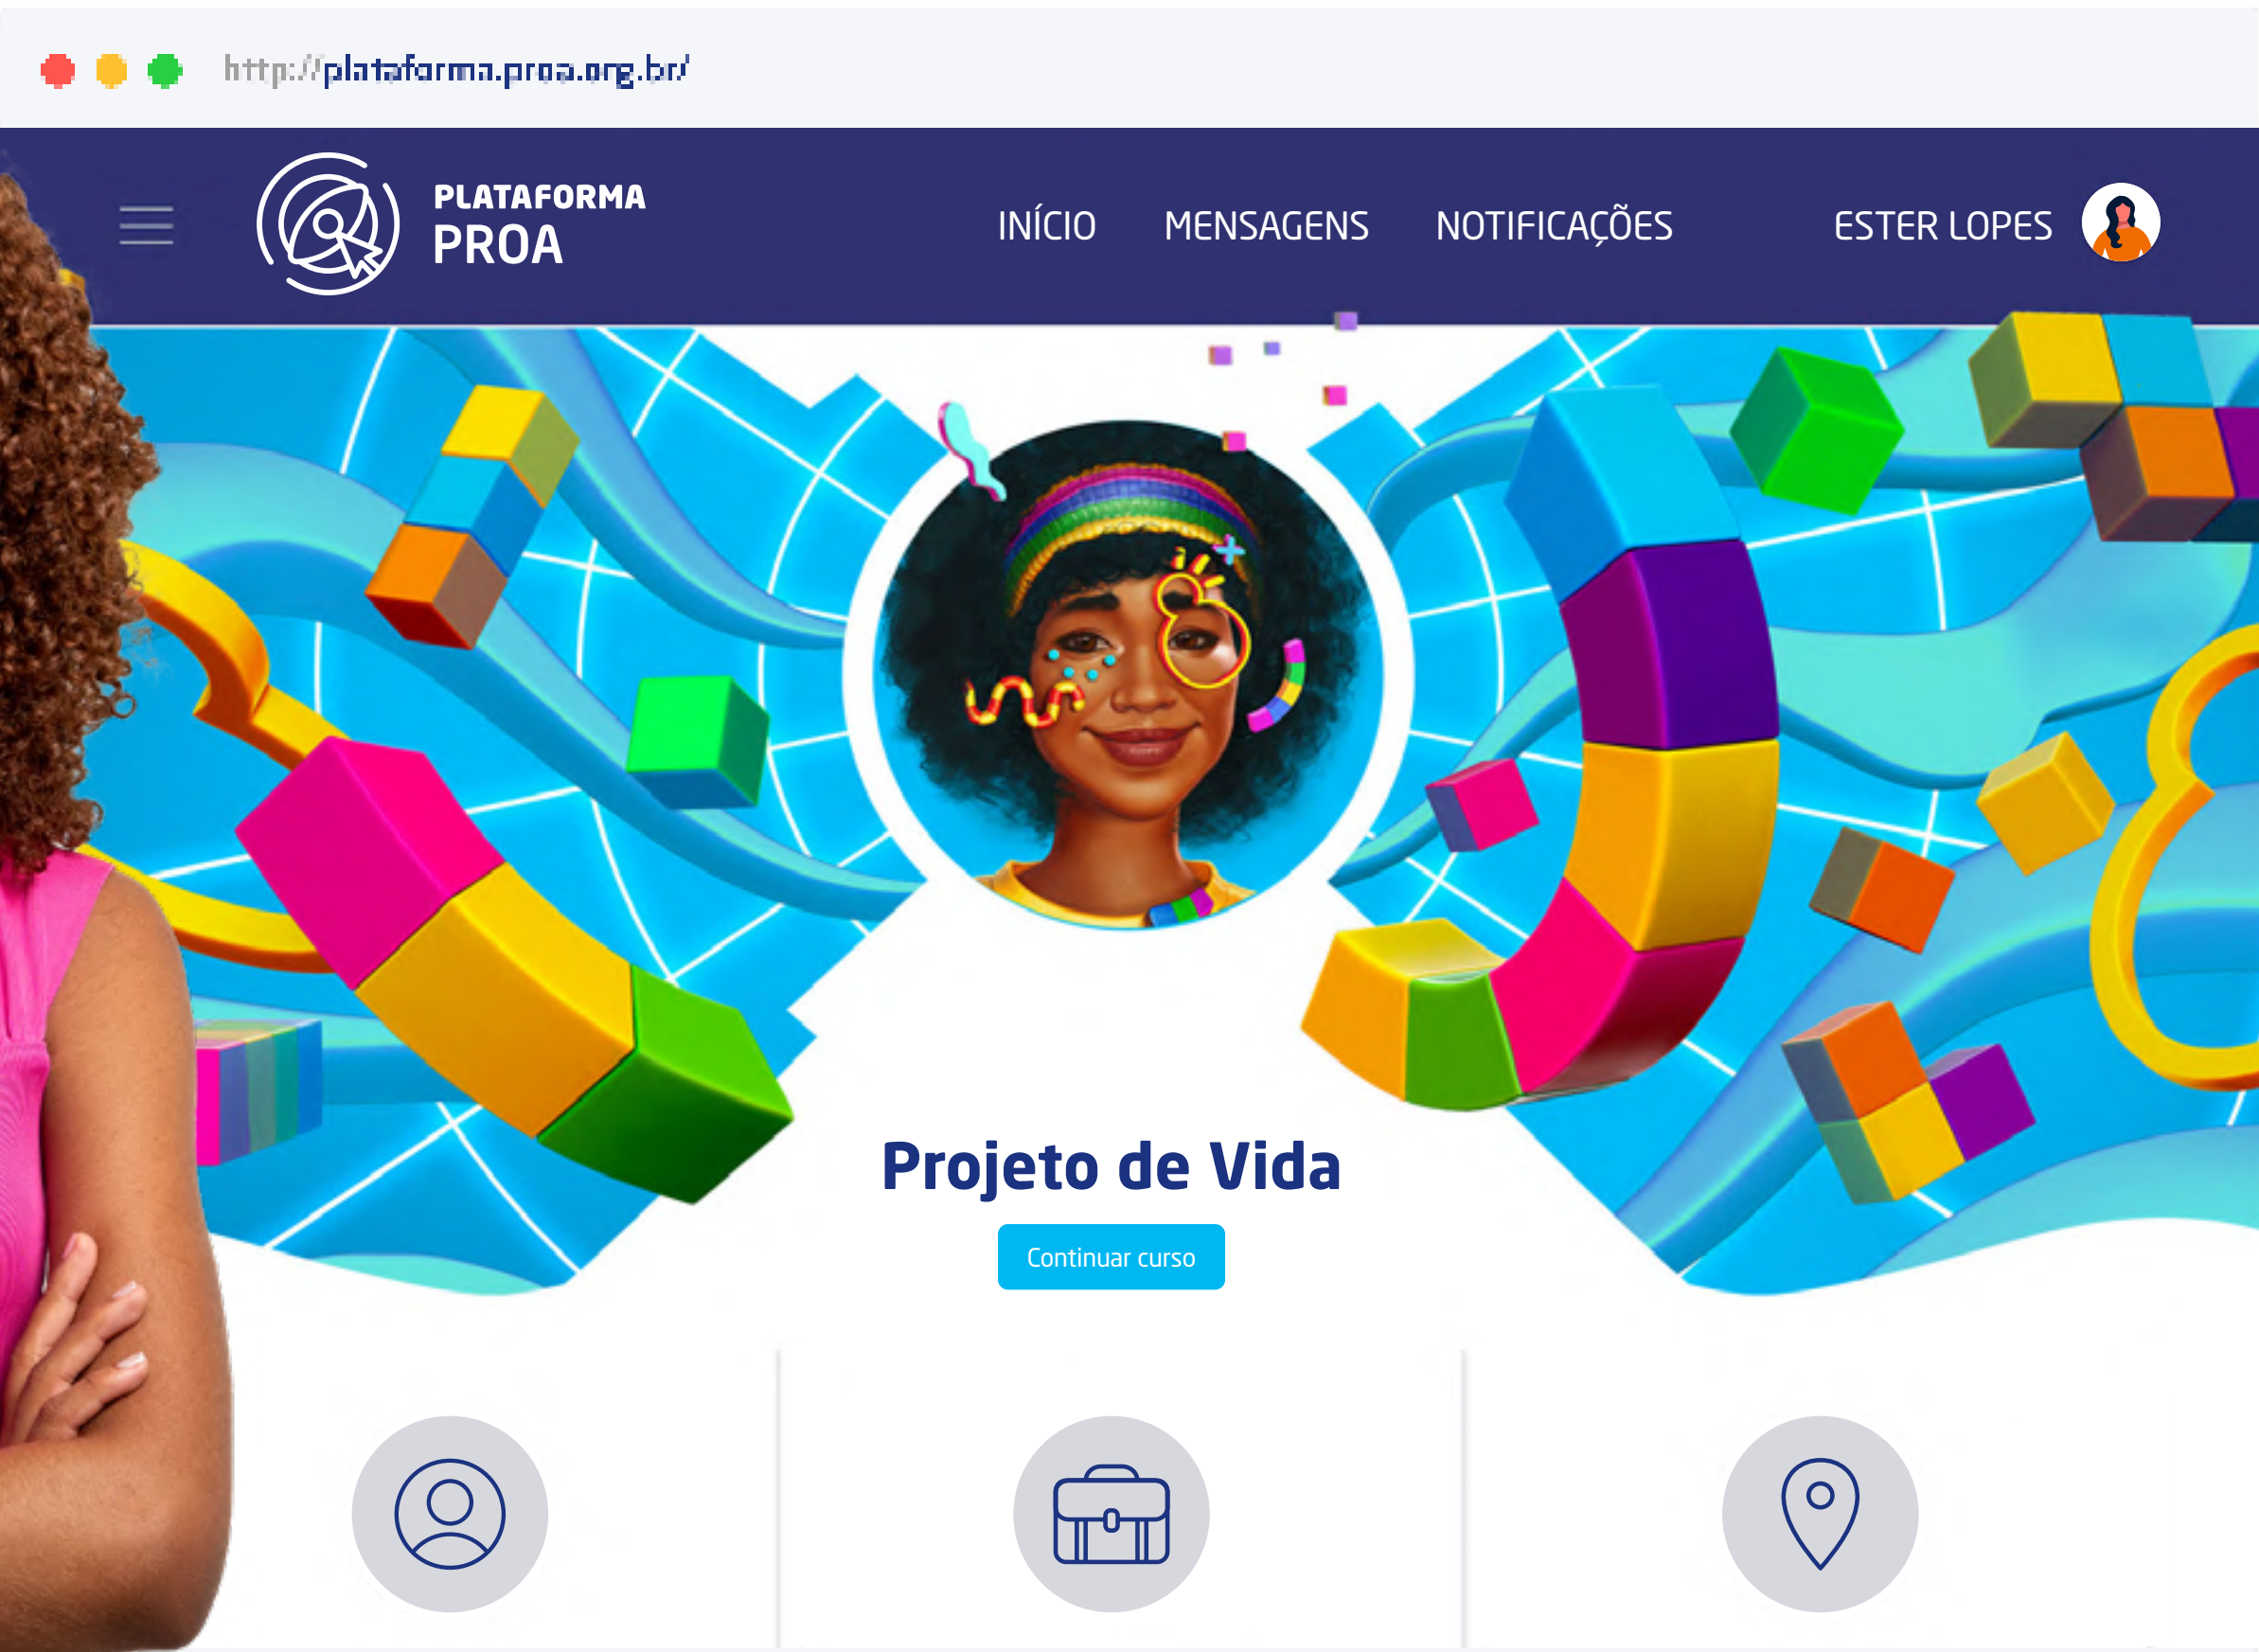 http://plataforma.proa.org.br/
PLATAFORMA
PROA
INÍCIO MENSAGENS NOTIFICAÇÕES ESTER LOPES
Projeto de Vida
Continuar curso